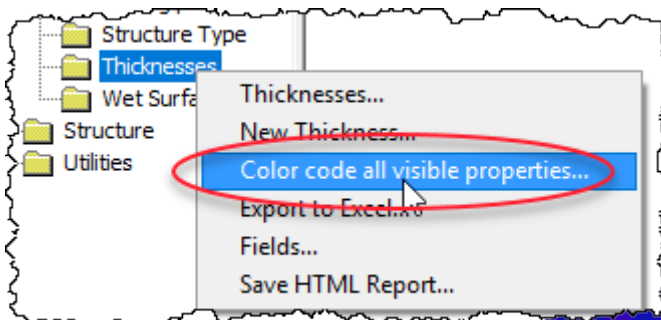 Structure Type
Thicknesses
Wet Surfa
Structure
Utilities
Thicknesses...
New Thickness...
Color code all visible properties...
Export to Excel...
Fields...
Save HTML Report...